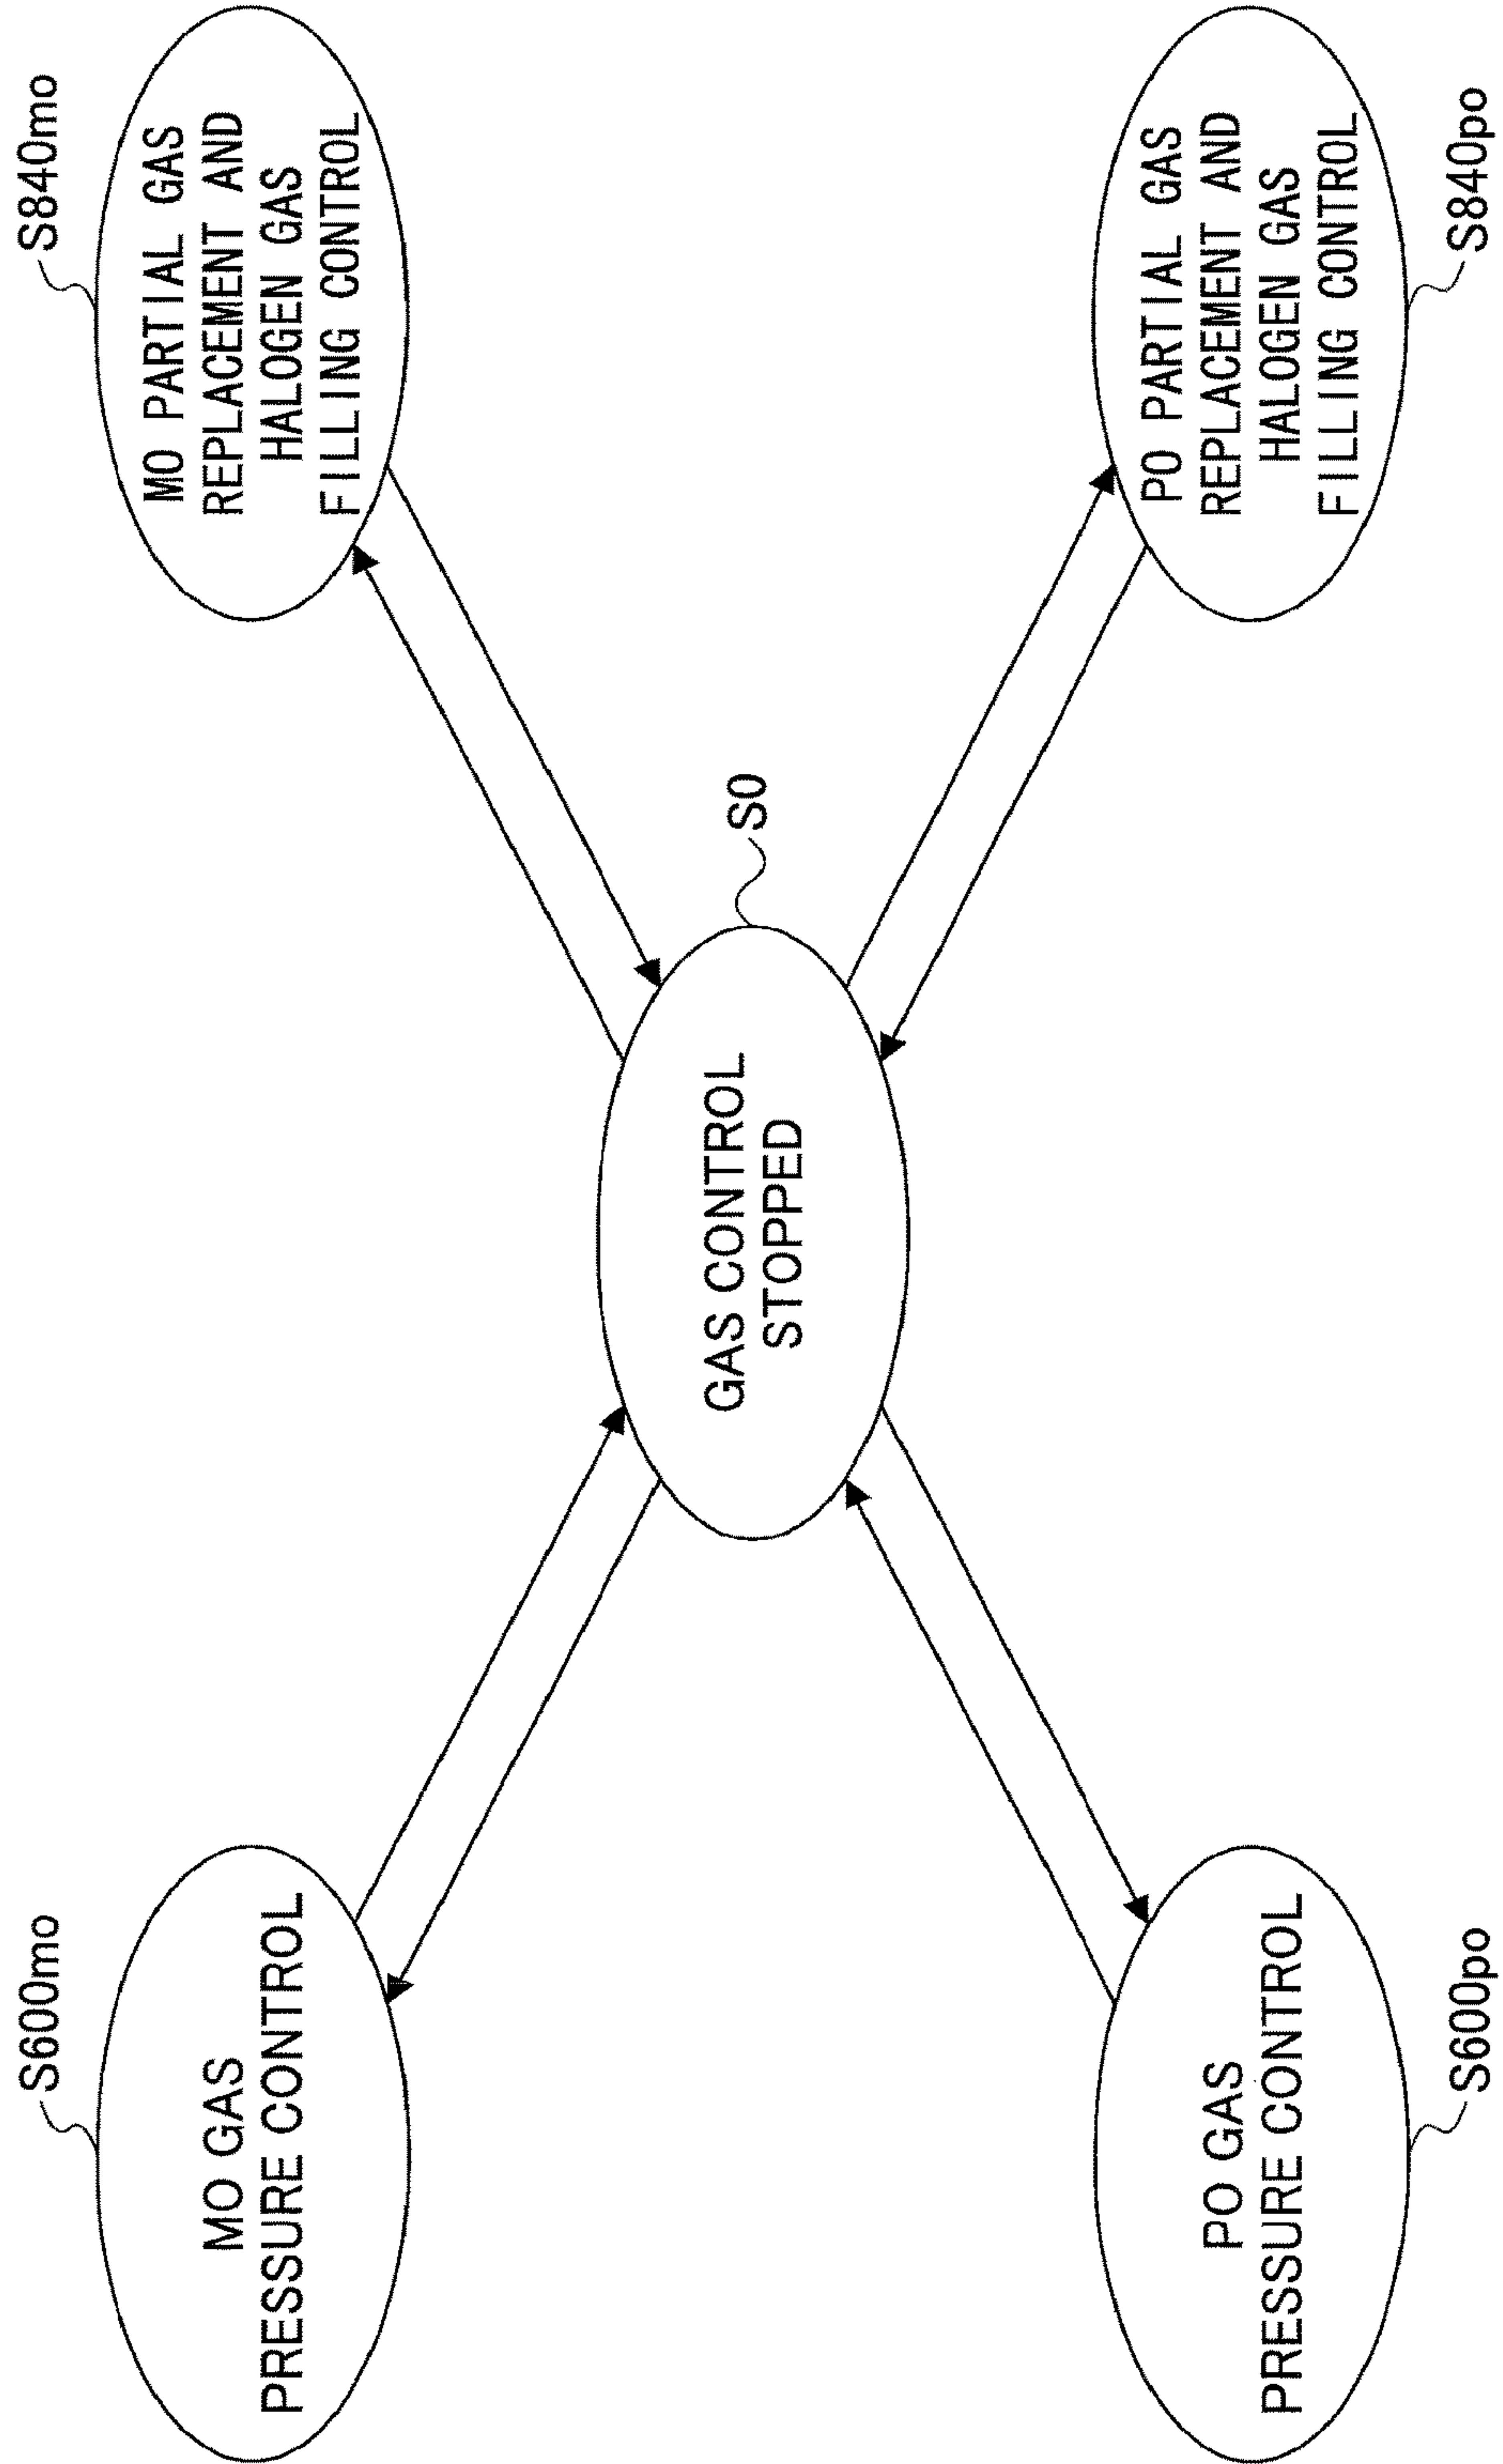 S600mo
MO GAS
PRESSURE CONTROL
S840mo
MO PARTIAL GAS
REPLACEMENT AND
HALOGEN GAS
FILLING CONTROL
S0
GAS CONTROL
STOPPED
PO GAS
PRESSURE CONTROL
S600po
PO PARTIAL GAS
REPLACEMENT AND
HALOGEN GAS
FILLING CONTROL
S840po